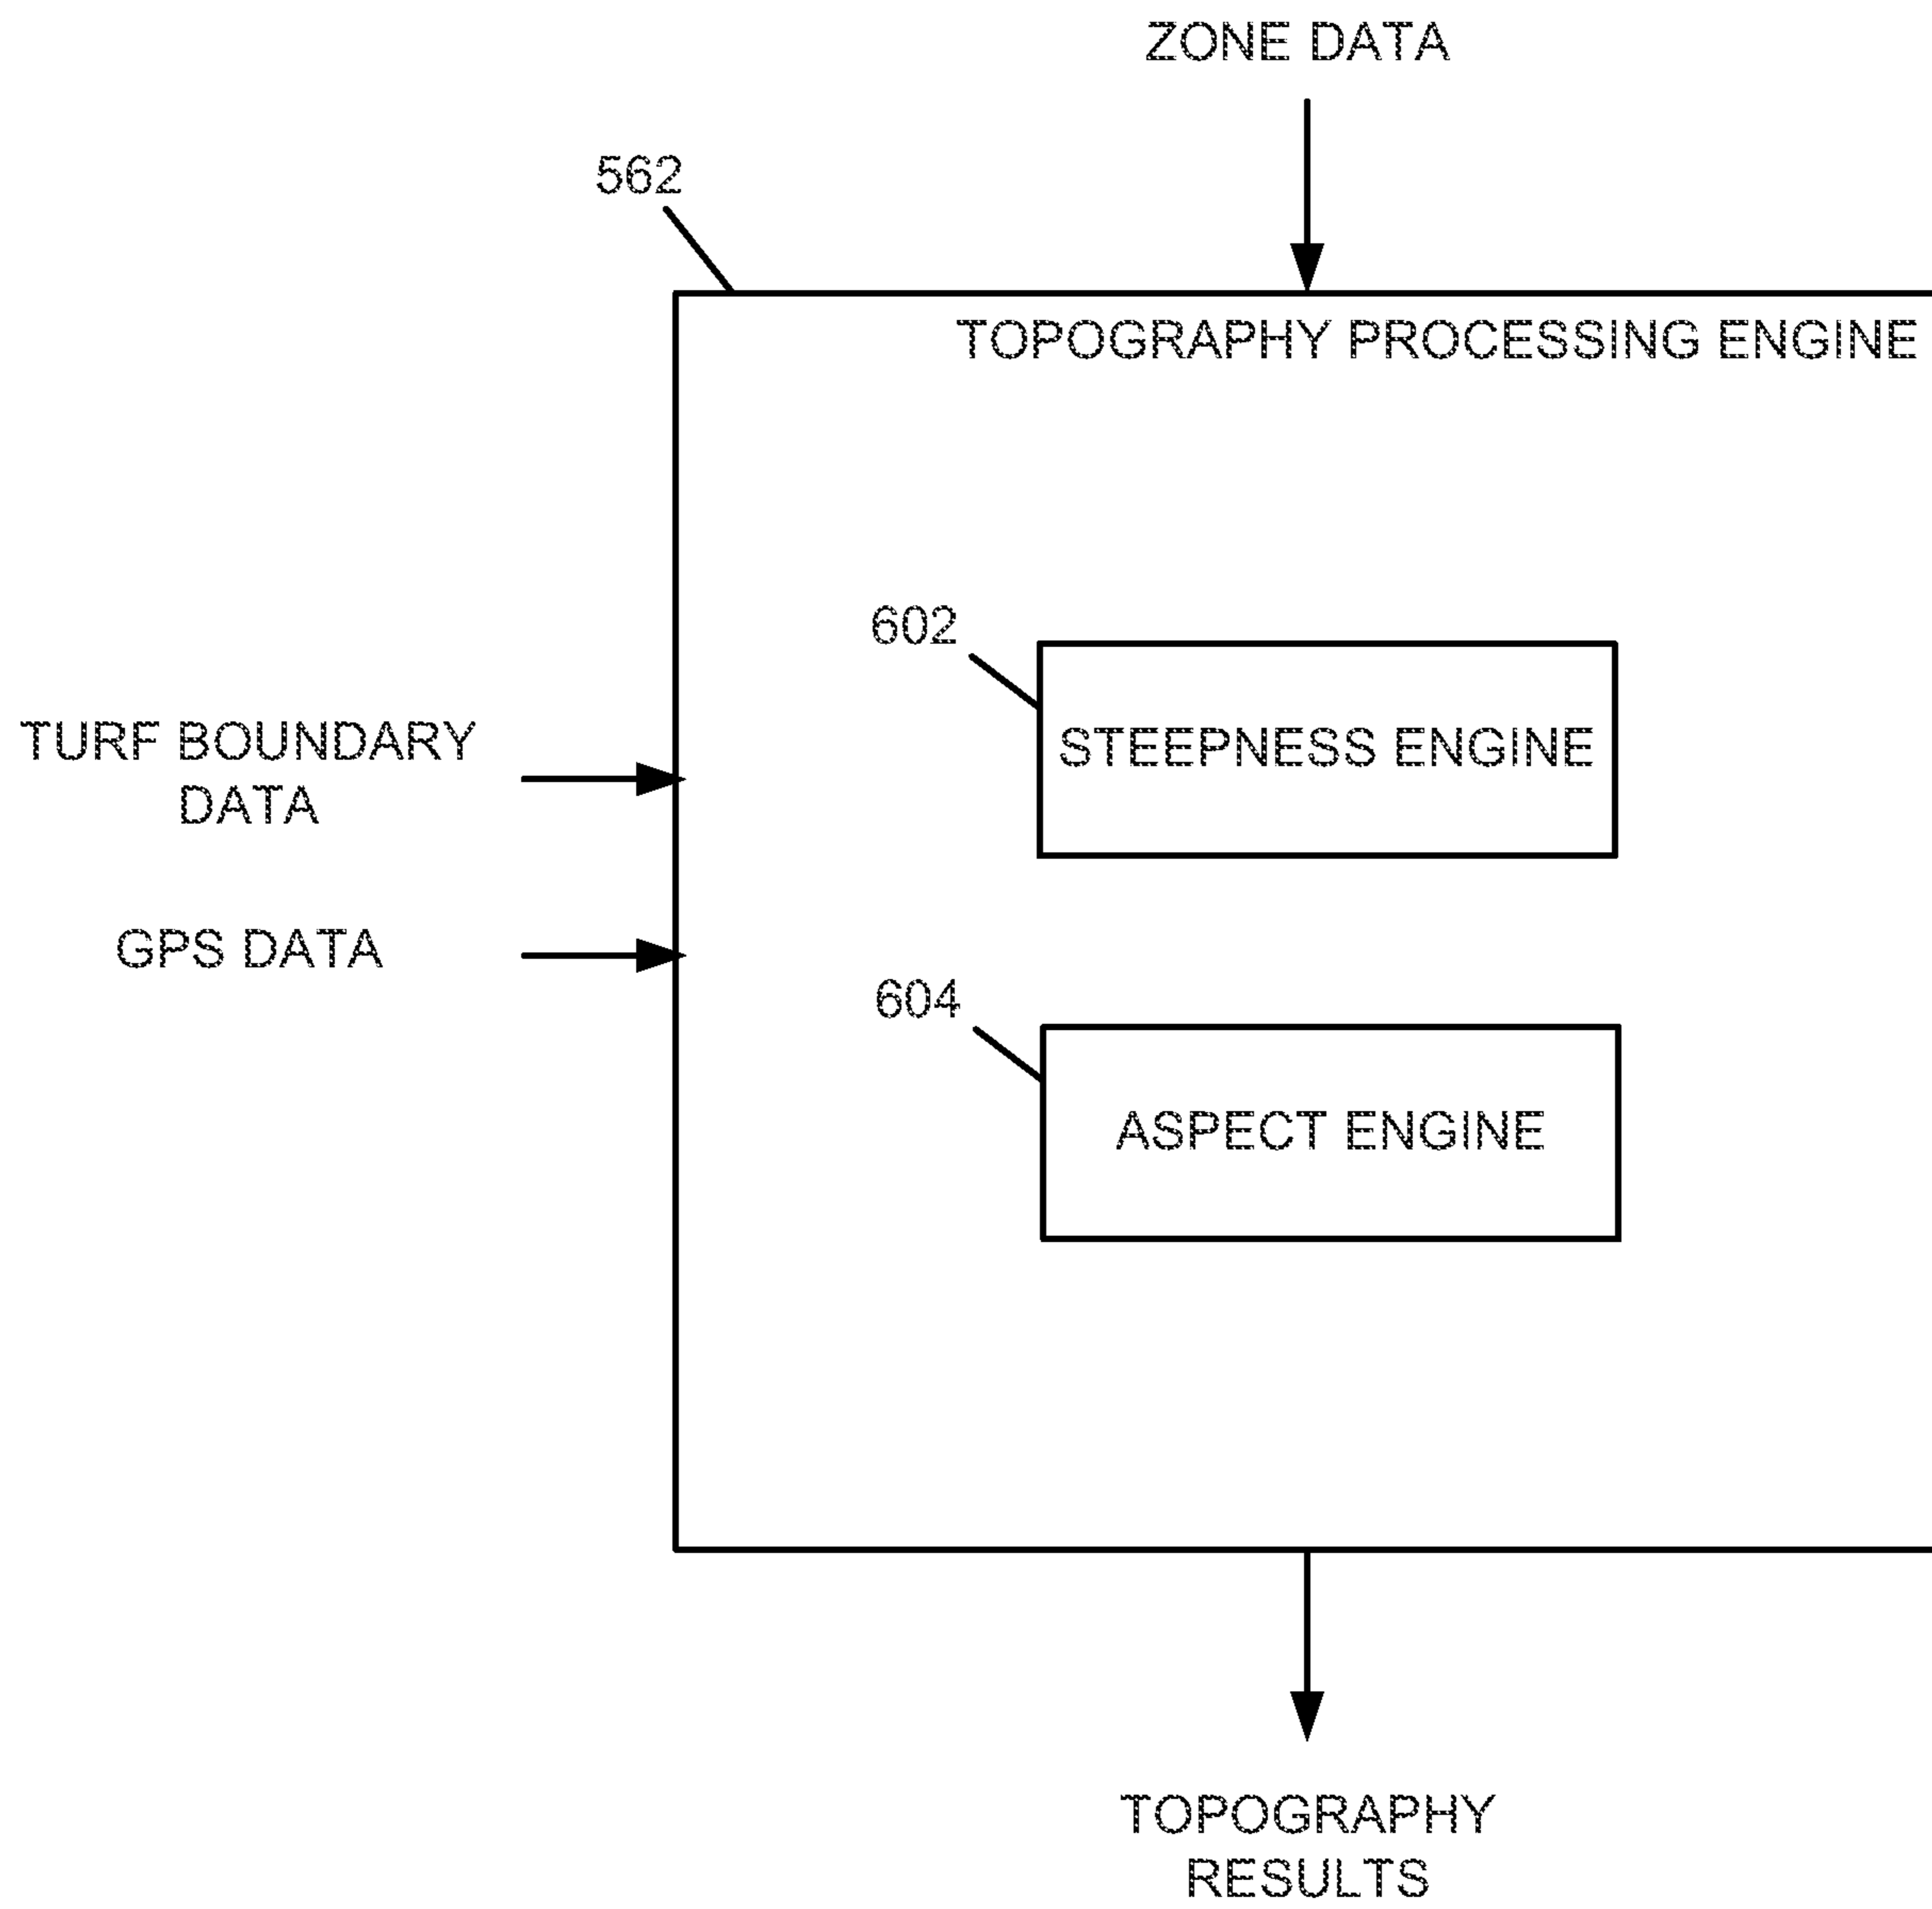 ZONE DATA
562
TOPOGRAPHY PROCESSING ENGINE
602
STEEPNESS ENGINE
TURF BOUNDARY
DATA
GPS DATA
604
ASPECT ENGINE
TOPOGRAPHY
RESULTS